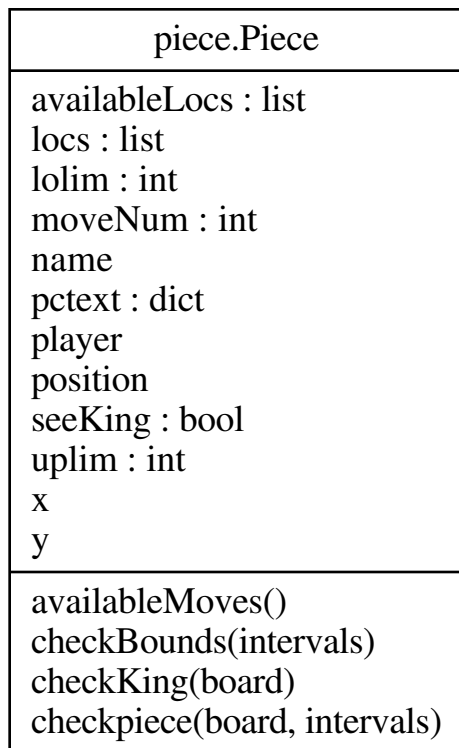 piece.Piece
availableLocs : list
locs : list
lolim : int
moveNum : int
name
pctext : dict
player
position
seeKing : bool
uplim : int
x
y
availableMoves()
checkBounds(intervals)
checkKing(board)
checkpiece(board, intervals)